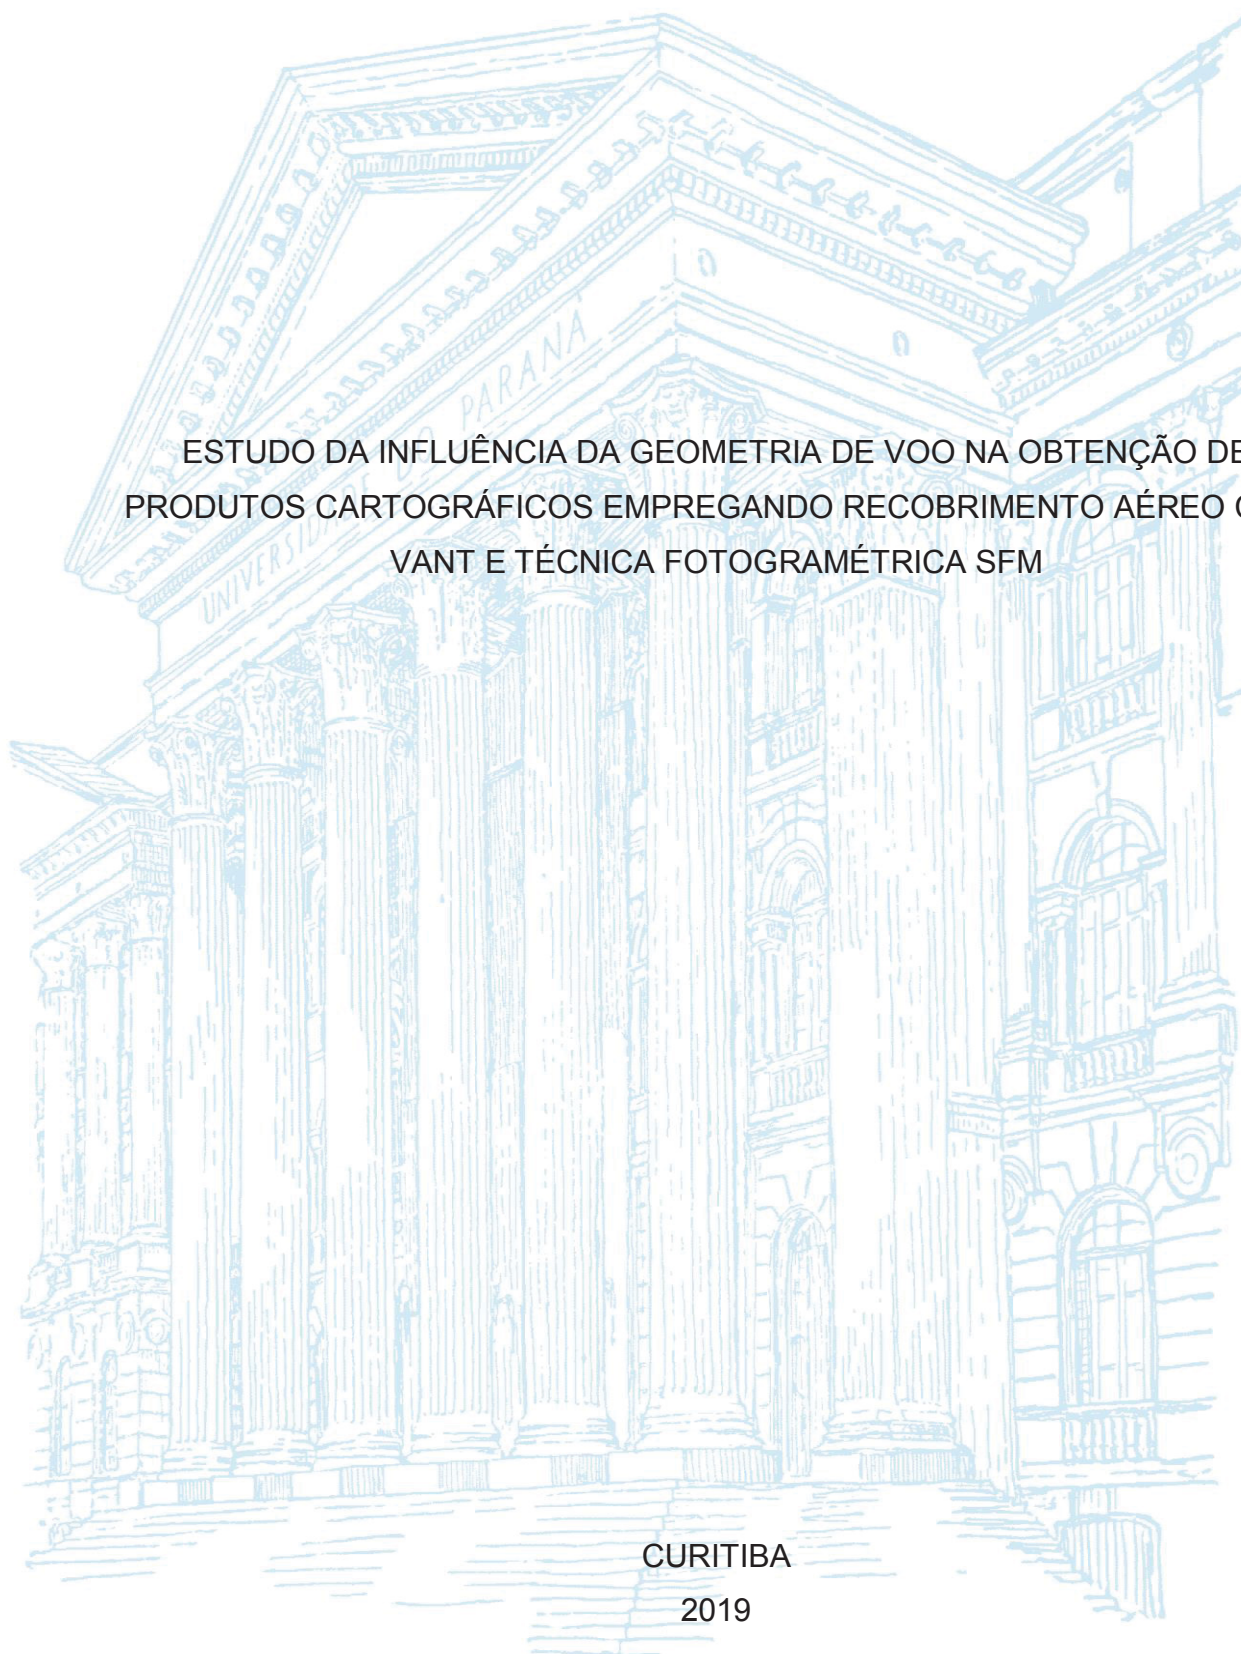 PARANÁ
ESTUDO DA INFLUÊNCIA DA GEOMETRIA DE VOO NA OBTENÇÃO DE
PRODUTOS CARTOGRÁFICOS EMPREGANDO RECOBRIMENTO AÉREO
VANT E TÉCNICA FOTOGRAMÉTRICA SFM
CURITIBA
2019